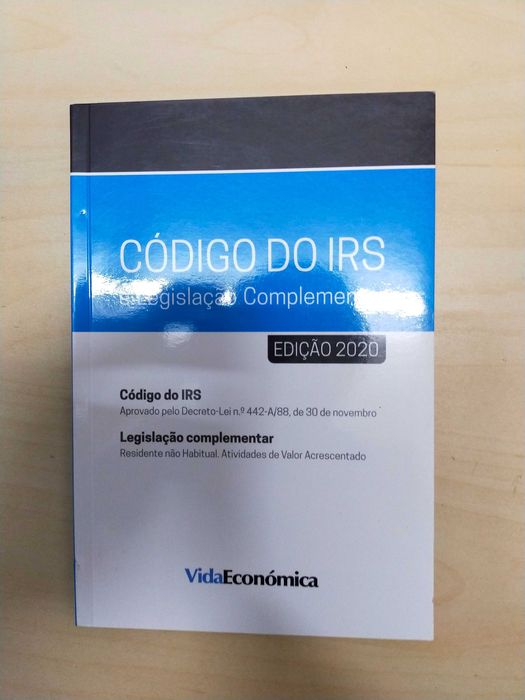 CÓDIGO DO IRS
e Legislação Complementar
EDIÇÃO 2020
Código do IRS
Aprovado pelo Decreto-Lei n.º 442-A/88, de 30 de novembro
Legislação complementar
Residente não Habitual. Atividades de Valor Acrescentado
VidaEconómica